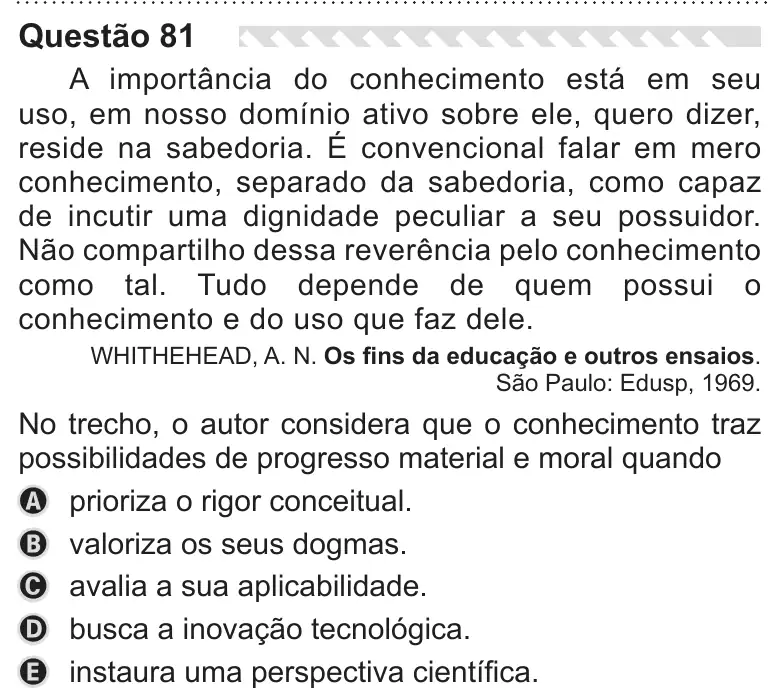 Questão 81
A importância do conhecimento está em seu
uso, em nosso domínio ativo sobre ele, quero dizer,
reside na sabedoria. É convencional falar em mero
conhecimento, separado da sabedoria, como capaz
de incutir uma dignidade peculiar a seu possuidor.
Não compartilho dessa reverência pelo conhecimento
como tal. Tudo depende de quem possui o
conhecimento e do uso que faz dele.
WHITHEHEAD, A. N. Os fins da educação e outros ensaios.
São Paulo: Edusp, 1969.
No trecho, o autor considera que o conhecimento traz
possibilidades de progresso material e moral quando
A prioriza o rigor conceitual.
B valoriza os seus dogmas.
C avalia a sua aplicabilidade.
D busca a inovação tecnológica.
E instaura uma perspectiva científica.